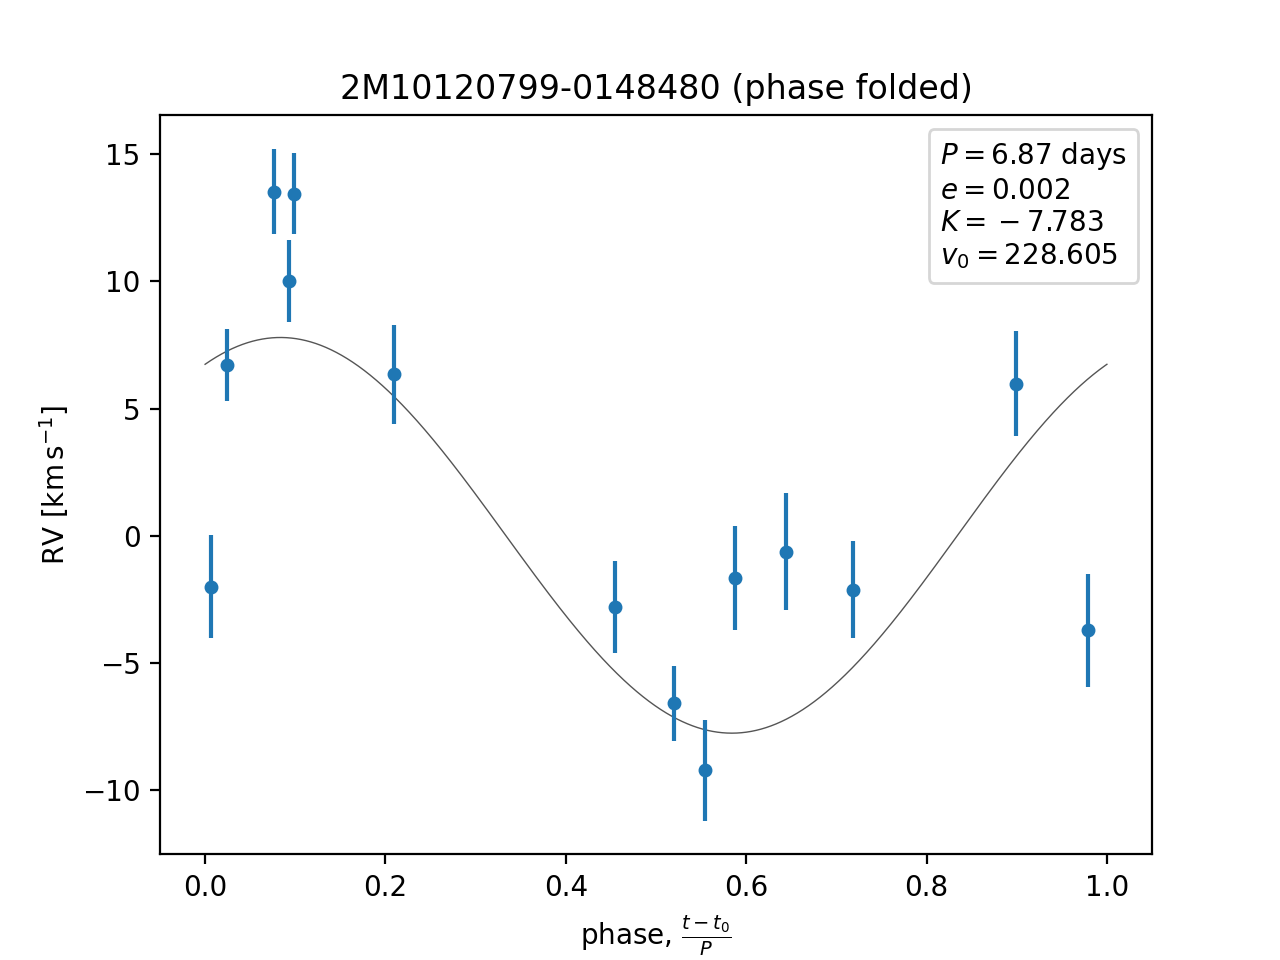 2M10120799-0148480 (phase folded)
P = 6.87 days
e = 0.002
K = −7.783
v₀ = 228.605
15
10
5
0
−5
−10
RV [km s⁻¹]
0.0 0.2 0.4 0.6 0.8 1.0
phase, (t − t₀)/P